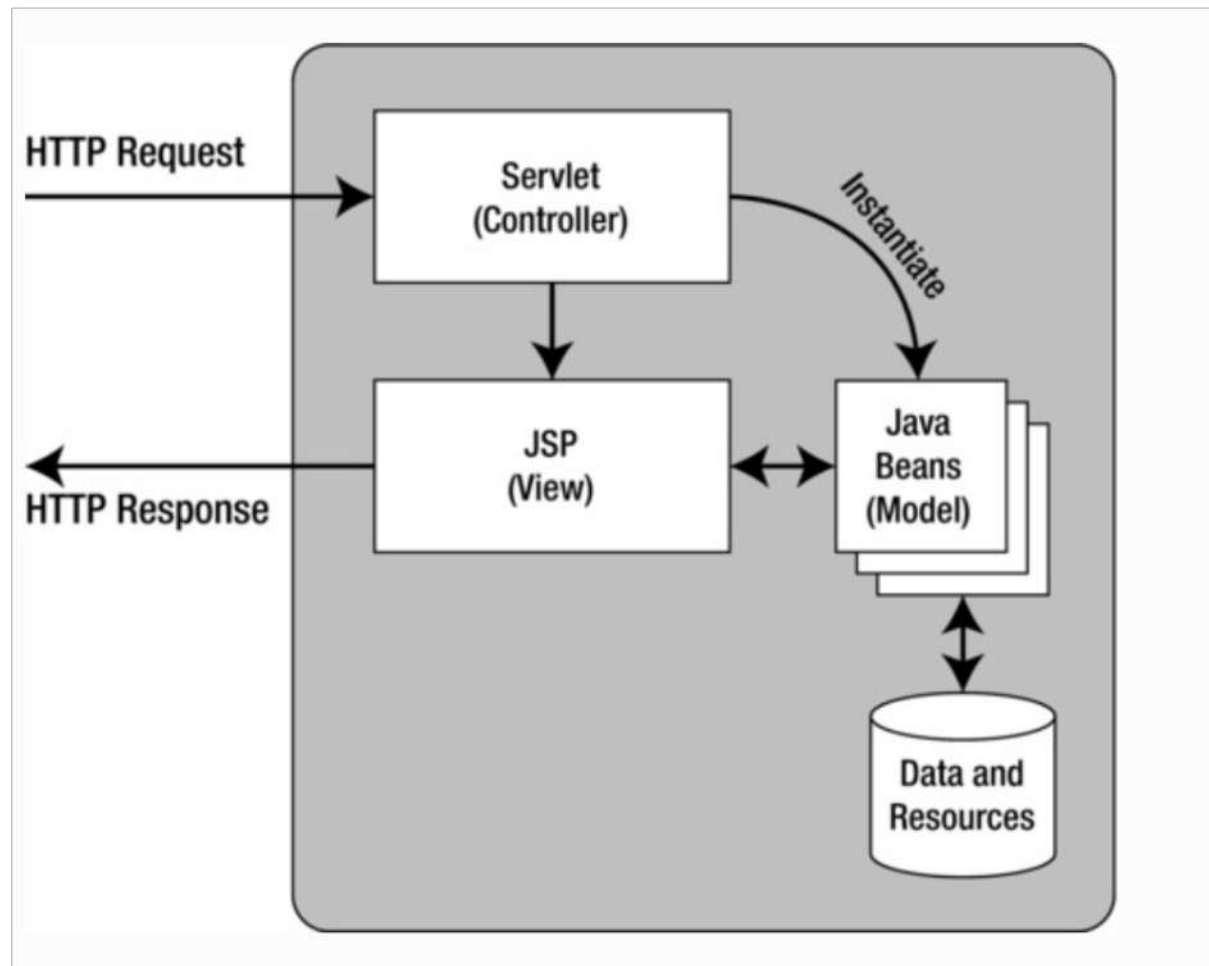 HTTP Request
Servlet
(Controller)
Instantiate
JSP
(View)
Java
Beans
(Model)
HTTP Response
Data and
Resources